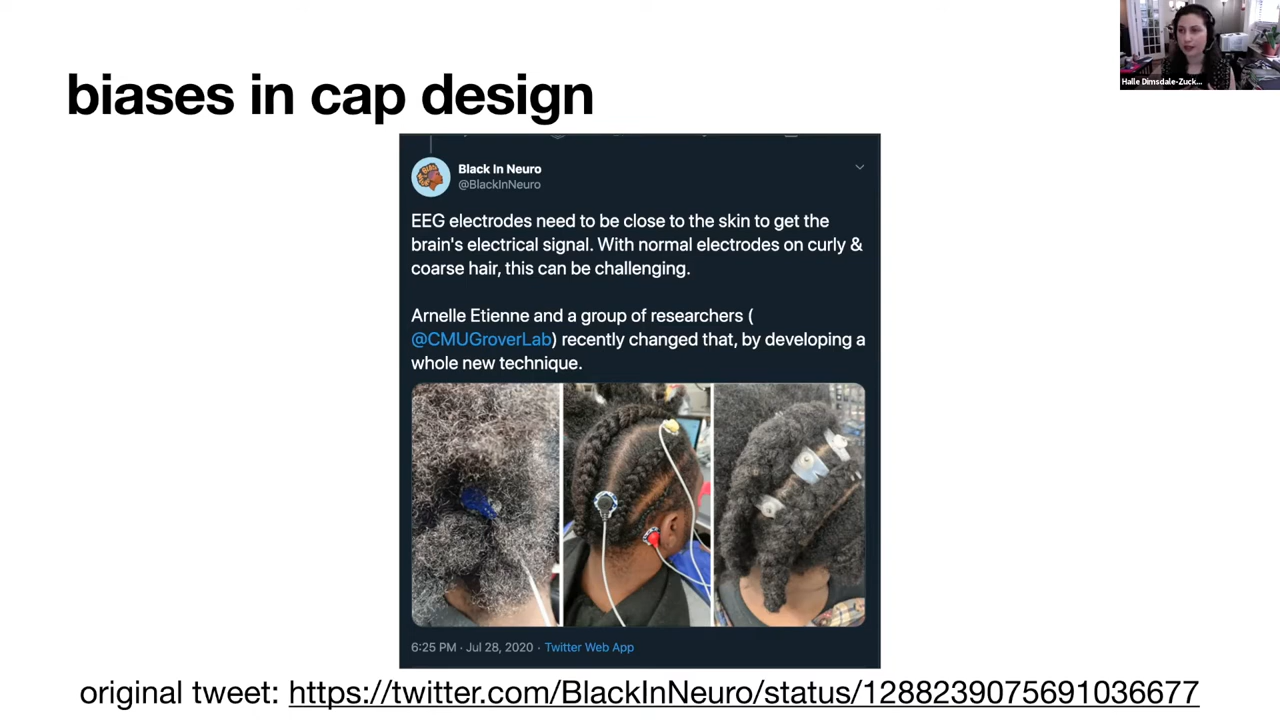 Halle Dimsdale-Zuck...
biases in cap design
Black In Neuro
@BlackInNeuro
EEG electrodes need to be close to the skin to get the
brain's electrical signal. With normal electrodes on curly &
coarse hair, this can be challenging.
Arnelle Etienne and a group of researchers (
@CMUGroverLab) recently changed that, by developing a
whole new technique.
6:25 PM · Jul 28, 2020 · Twitter Web App
original tweet: https://twitter.com/BlackInNeuro/status/1288239075691036677